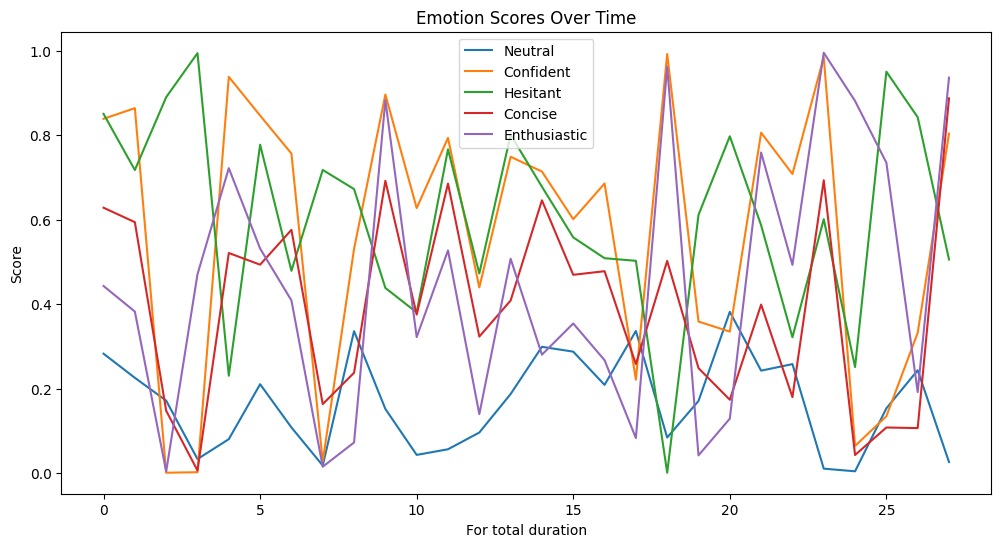 Emotion Scores Over Time
Neutral
Confident
Hesitant
Concise
Enthusiastic
Score
1.0
0.8
0.6
0.4
0.2
0.0
0 5 10 15 20 25
For total duration